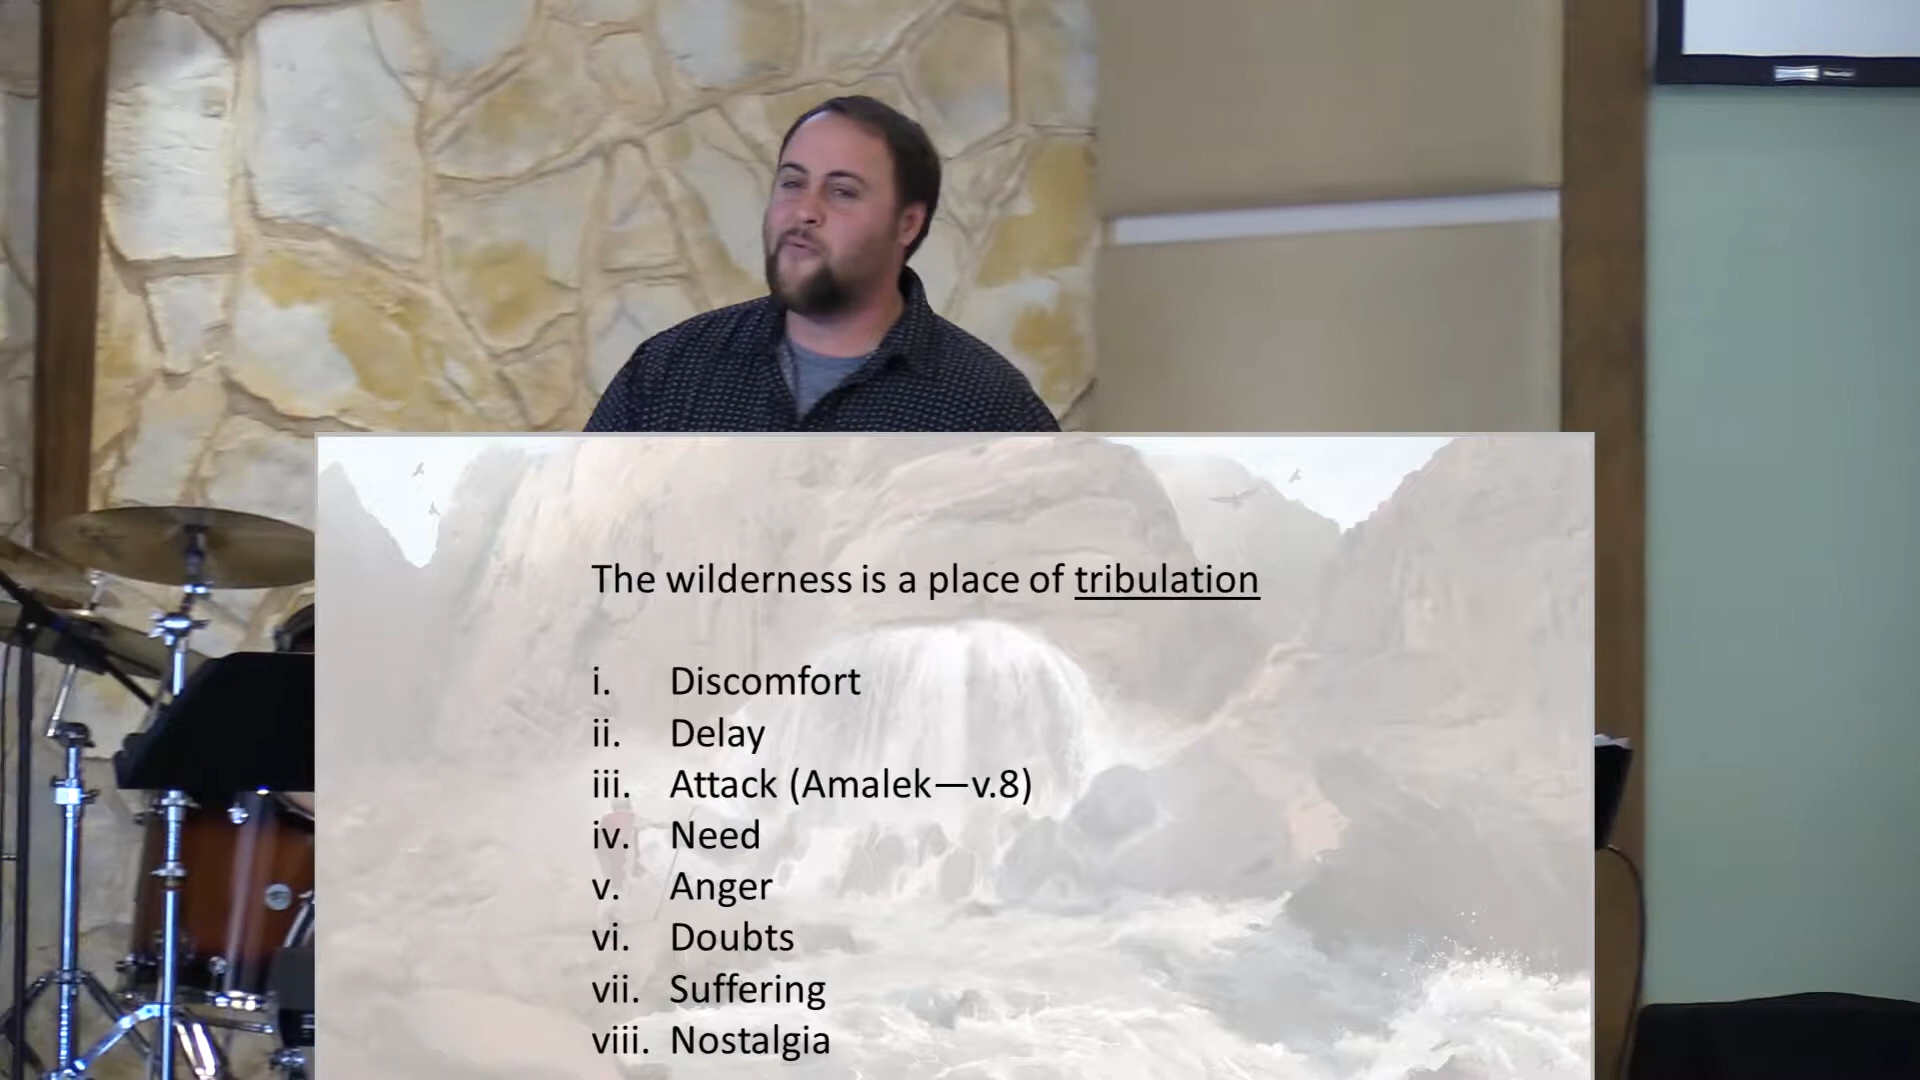 The wilderness is a place of tribulation
i. Discomfort
ii. Delay
iii. Attack (Amalek—v.8)
iv. Need
v. Anger
vi. Doubts
vii. Suffering
viii. Nostalgia